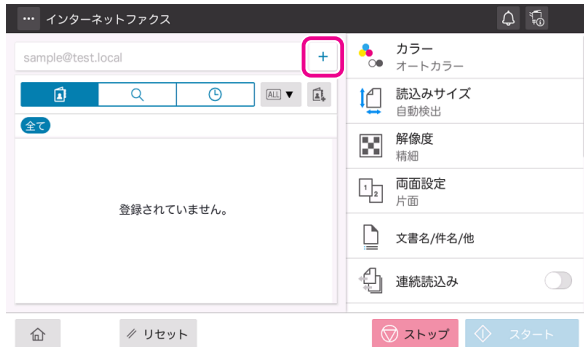 … インターネットファクス
sample@test.local
+
ALL ▼
全て
登録されていません。
カラー
オートカラー
読込みサイズ
自動検出
解像度
精細
両面設定
片面
文書名/件名/他
連続読込み
リセット
ストップ
スタート